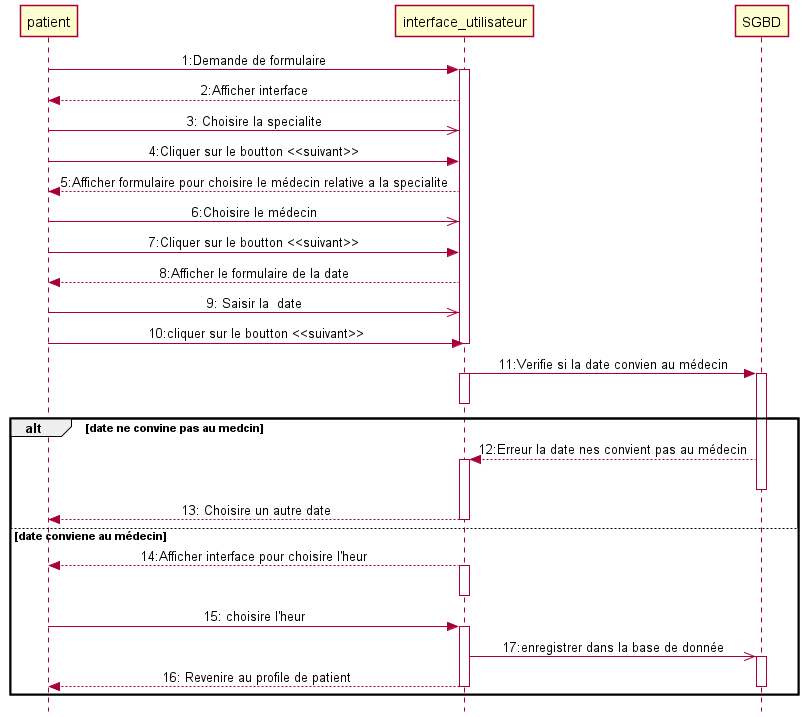 patient
interface_utilisateur
SGBD
1:Demande de formulaire
2:Afficher interface
3: Choisire la specialite
4:Cliquer sur le boutton <<suivant>>
5:Afficher formulaire pour choisire le médecin relative a la specialite
6:Choisire le médecin
7:Cliquer sur le boutton <<suivant>>
8:Afficher le formulaire de la date
9: Saisir la  date
10:cliquer sur le boutton <<suivant>>
11:Verifie si la date convien au médecin
alt [date ne convine pas au medcin]
12:Erreur la date nes convient pas au médecin
13: Choisire un autre date
[date conviene au médecin]
14:Afficher interface pour choisire l'heur
15: choisire l'heur
17:enregistrer dans la base de donnée
16: Revenire au profile de patient